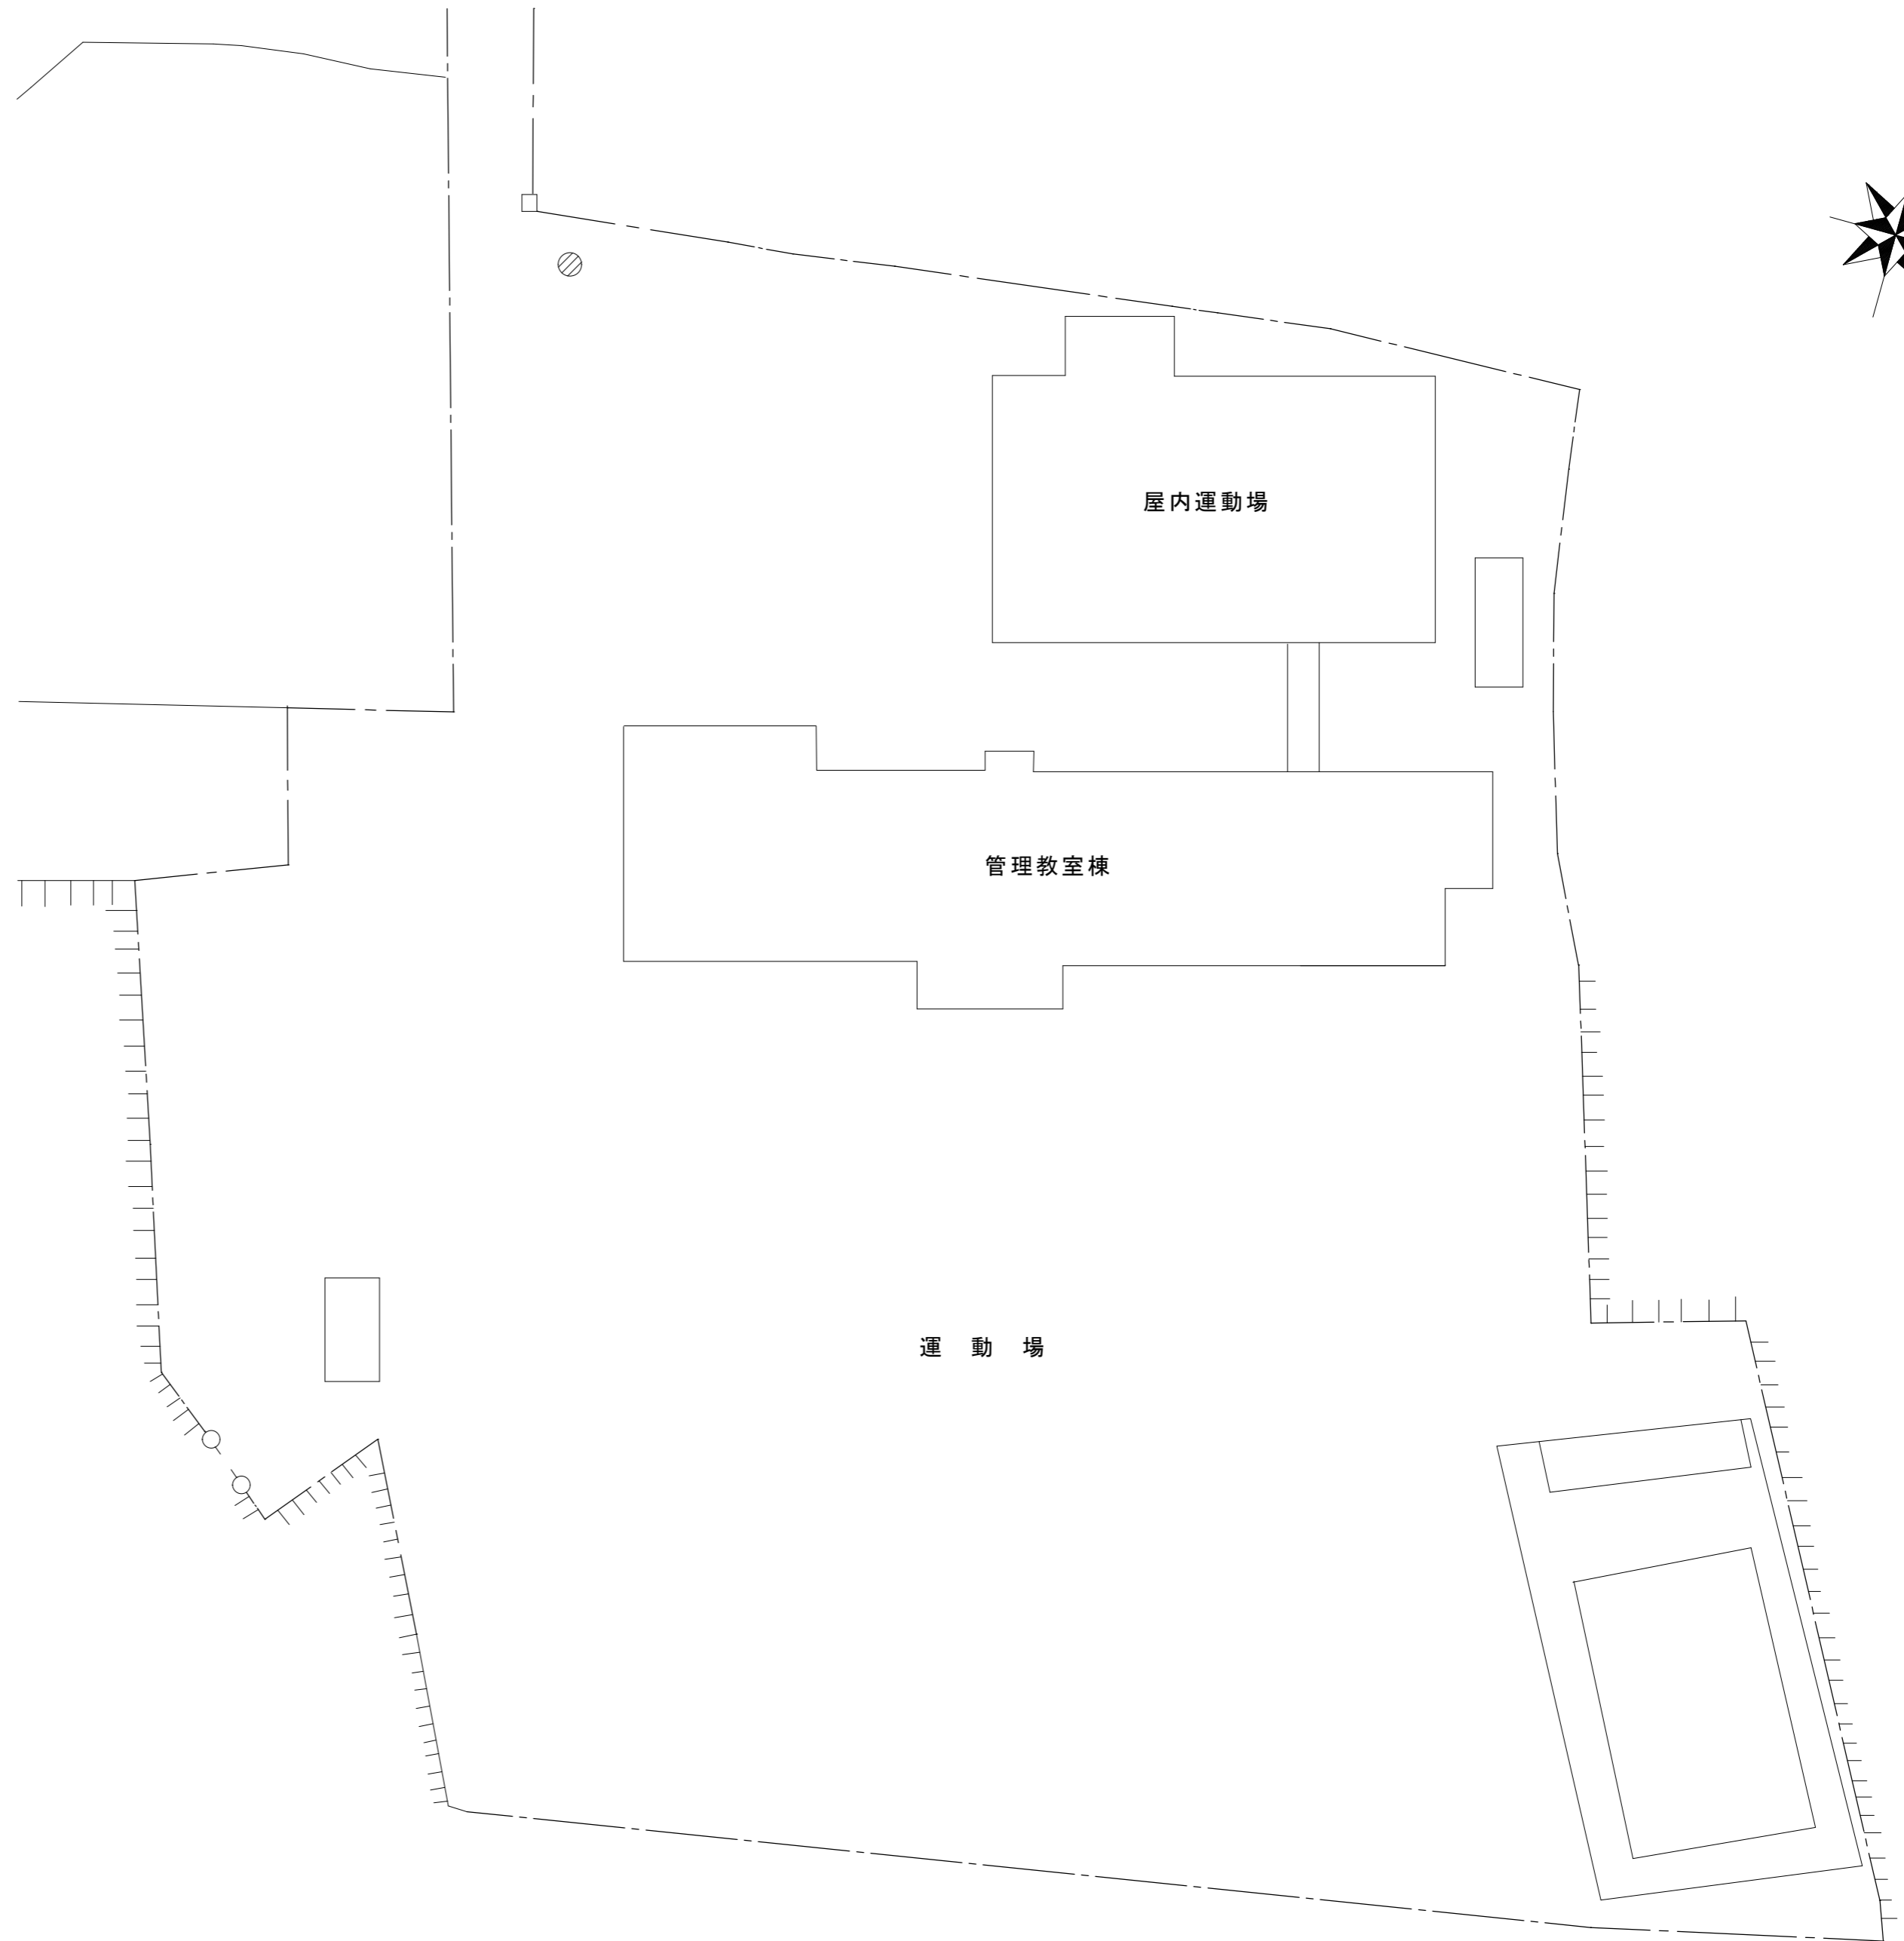 屋内運動場
管理教室棟
運　動　場